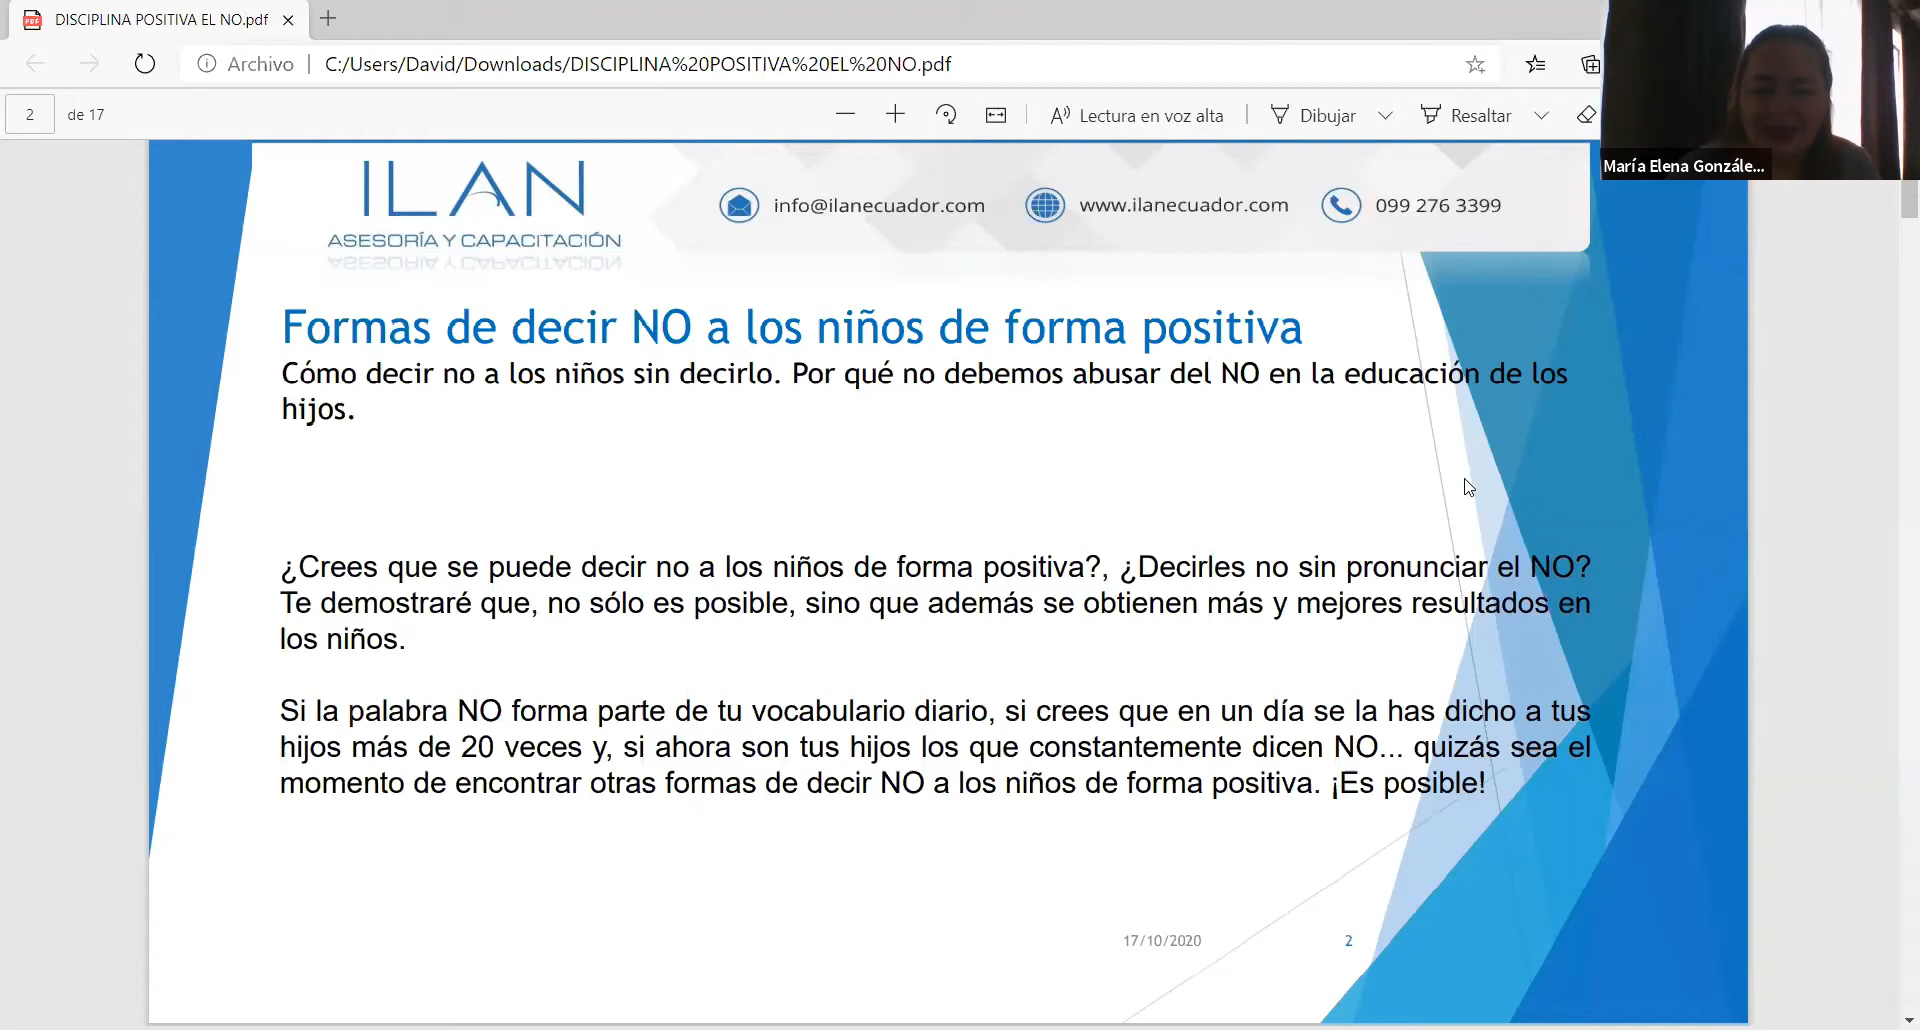 DISCIPLINA POSITIVA EL NO.pdf
Archivo
C:/Users/David/Downloads/DISCIPLINA%20POSITIVA%20EL%20NO.pdf
2 de 17
Lectura en voz alta
Dibujar
Resaltar
María Elena Gonzále...
ILAN
ASESORÍA Y CAPACITACIÓN
info@ilanecuador.com
www.ilanecuador.com
099 276 3399
Formas de decir NO a los niños de forma positiva
Cómo decir no a los niños sin decirlo. Por qué no debemos abusar del NO en la educación de los
hijos.
¿Crees que se puede decir no a los niños de forma positiva?, ¿Decirles no sin pronunciar el NO?
Te demostraré que, no sólo es posible, sino que además se obtienen más y mejores resultados en
los niños.
Si la palabra NO forma parte de tu vocabulario diario, si crees que en un día se la has dicho a tus
hijos más de 20 veces y, si ahora son tus hijos los que constantemente dicen NO... quizás sea el
momento de encontrar otras formas de decir NO a los niños de forma positiva. ¡Es posible!
17/10/2020
2